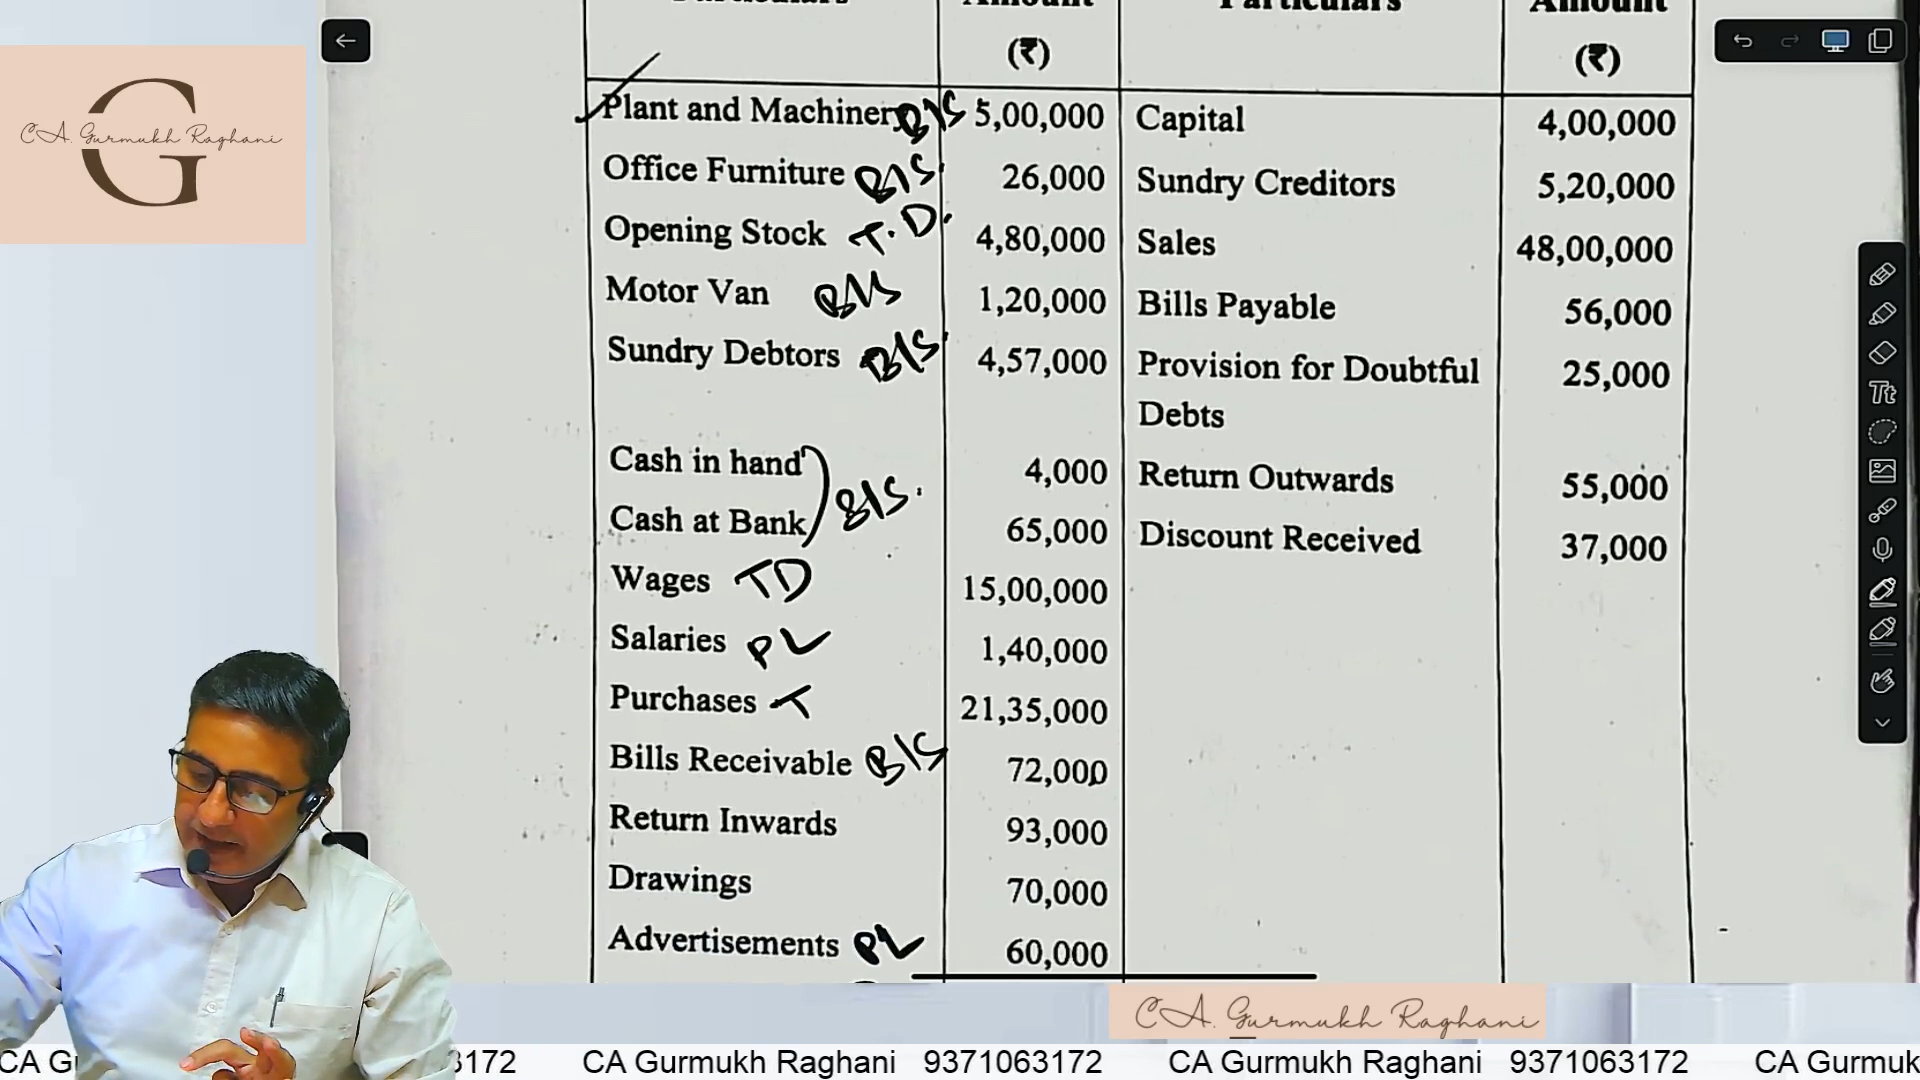 Particulars Amount Particulars Amount
(₹) (₹)
Plant and Machinery B/S 5,00,000 Capital 4,00,000
Office Furniture B/S. 26,000 Sundry Creditors 5,20,000
Opening Stock T.D. 4,80,000 Sales 48,00,000
Motor Van B/S 1,20,000 Bills Payable 56,000
Sundry Debtors B/S. 4,57,000 Provision for Doubtful 25,000
Debts
Cash in hand B/S. 4,000 Return Outwards 55,000
Cash at Bank 65,000 Discount Received 37,000
Wages TD 15,00,000
Salaries PL 1,40,000
Purchases T 21,35,000
Bills Receivable B/S 72,000
Return Inwards 93,000
Drawings 70,000
Advertisements PL 60,000
G
CA. Gurmukh Raghani
Tt
CA. Gurmukh Raghani
CA G 3172 CA Gurmukh Raghani 9371063172 CA Gurmukh Raghani 9371063172 CA Gurmuk